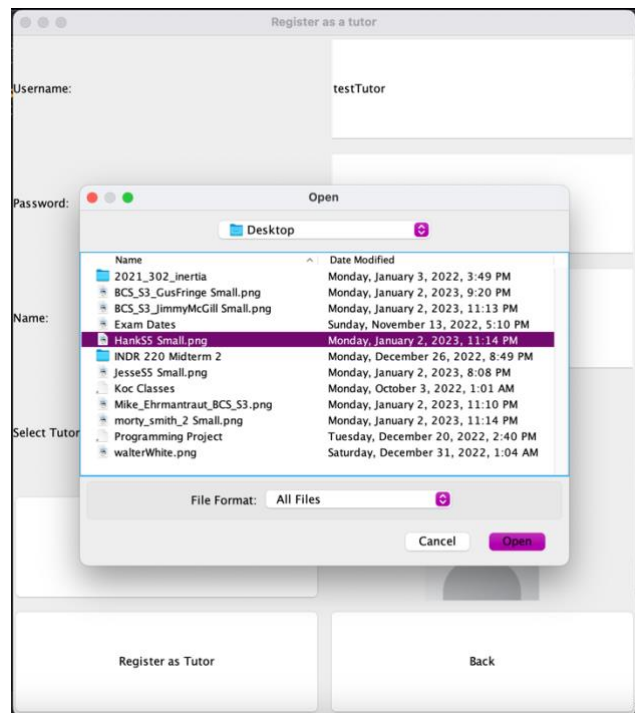 Register as a tutor
Username:
testTutor
Password:
Open
Desktop
Name
Date Modified
2021_302_inertia
Monday, January 3, 2022, 3:49 PM
BCS_S3_GusFringe Small.png
Monday, January 2, 2023, 9:20 PM
BCS_S3_JimmyMcGill Small.png
Monday, January 2, 2023, 11:13 PM
Exam Dates
Sunday, November 13, 2022, 5:10 PM
Name:
HankS5 Small.png
Monday, January 2, 2023, 11:14 PM
INDR 220 Midterm 2
Monday, December 26, 2022, 8:49 PM
JesseS5 Small.png
Monday, January 2, 2023, 8:08 PM
Koc Classes
Monday, October 3, 2022, 1:01 AM
Mike_Ehrmantraut_BCS_S3.png
Monday, January 2, 2023, 11:10 PM
morty_smith_2 Small.png
Monday, January 2, 2023, 11:14 PM
Select Tutor
Programming Project
Tuesday, December 20, 2022, 2:40 PM
walterWhite.png
Saturday, December 31, 2022, 1:04 AM
File Format:
All Files
Cancel
Open
Register as Tutor
Back